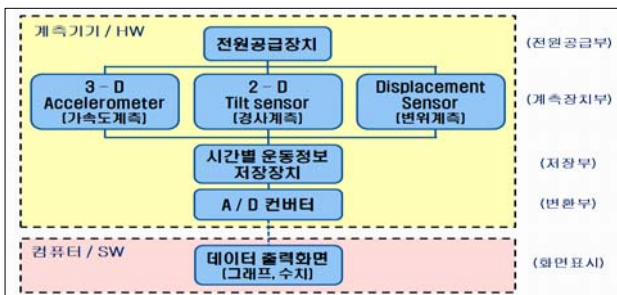 계측기기 / HW
전원공급장치
(전원공급부)
3 - D
Accelerometer
(가속도계측)
2 - D
Tilt sensor
(경사계측)
Displacement
Sensor
(변위계측)
(계측장치부)
시간별 운동정보
저장장치
(저장부)
A / D 컨버터
(변환부)
컴퓨터 / SW
데이터 출력화면
(그래프, 수치)
(화면표시)